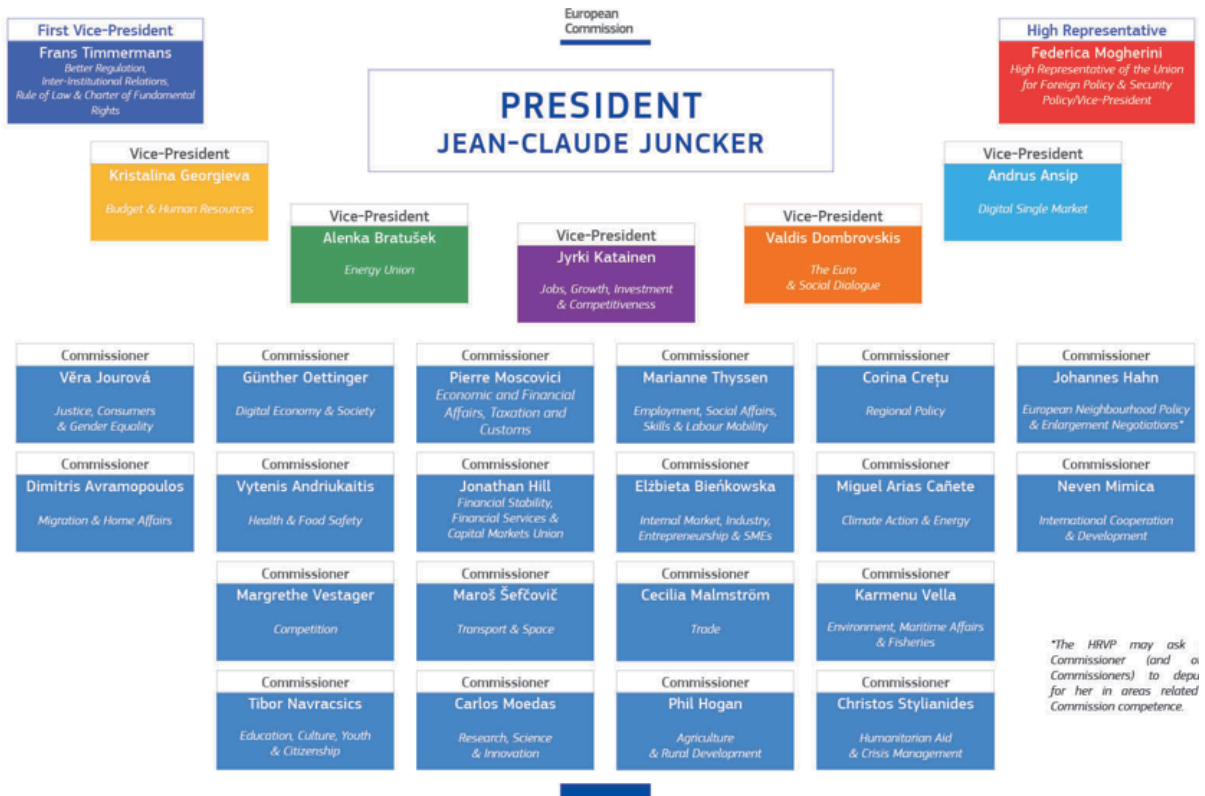 European
Commission
First Vice-President
Frans Timmermans
Better Regulation,
Inter-Institutional Relations,
Rule of Law & Charter of Fundamental
Rights
PRESIDENT
JEAN-CLAUDE JUNCKER
High Representative
Federica Mogherini
High Representative of the Union
for Foreign Policy & Security
Policy/Vice-President
Vice-President
Kristalina Georgieva
Budget & Human Resources
Vice-President
Alenka Bratušek
Energy Union
Vice-President
Jyrki Katainen
Jobs, Growth, Investment
& Competitiveness
Vice-President
Valdis Dombrovskis
The Euro
& Social Dialogue
Vice-President
Andrus Ansip
Digital Single Market
Commissioner
Věra Jourová
Justice, Consumers
& Gender Equality
Commissioner
Günther Oettinger
Digital Economy & Society
Commissioner
Pierre Moscovici
Economic and Financial
Affairs, Taxation and
Customs
Commissioner
Marianne Thyssen
Employment, Social Affairs,
Skills & Labour Mobility
Commissioner
Corina Crețu
Regional Policy
Commissioner
Johannes Hahn
European Neighbourhood Policy
& Enlargement Negotiations*
Commissioner
Dimitris Avramopoulos
Migration & Home Affairs
Commissioner
Vytenis Andriukaitis
Health & Food Safety
Commissioner
Jonathan Hill
Financial Stability,
Financial Services &
Capital Markets Union
Commissioner
Elżbieta Bieńkowska
Internal Market, Industry,
Entrepreneurship & SMEs
Commissioner
Miguel Arias Cañete
Climate Action & Energy
Commissioner
Neven Mimica
International Cooperation
& Development
Commissioner
Margrethe Vestager
Competition
Commissioner
Maroš Šefčovič
Transport & Space
Commissioner
Cecilia Malmström
Trade
Commissioner
Karmenu Vella
Environment, Maritime Affairs
& Fisheries
Commissioner
Tibor Navracsics
Education, Culture, Youth
& Citizenship
Commissioner
Carlos Moedas
Research, Science
& Innovation
Commissioner
Phil Hogan
Agriculture
& Rural Development
Commissioner
Christos Stylianides
Humanitarian Aid
& Crisis Management
*The HRVP may ask
Commissioner (and
Commissioners) to
for her in areas related
Commission competence.